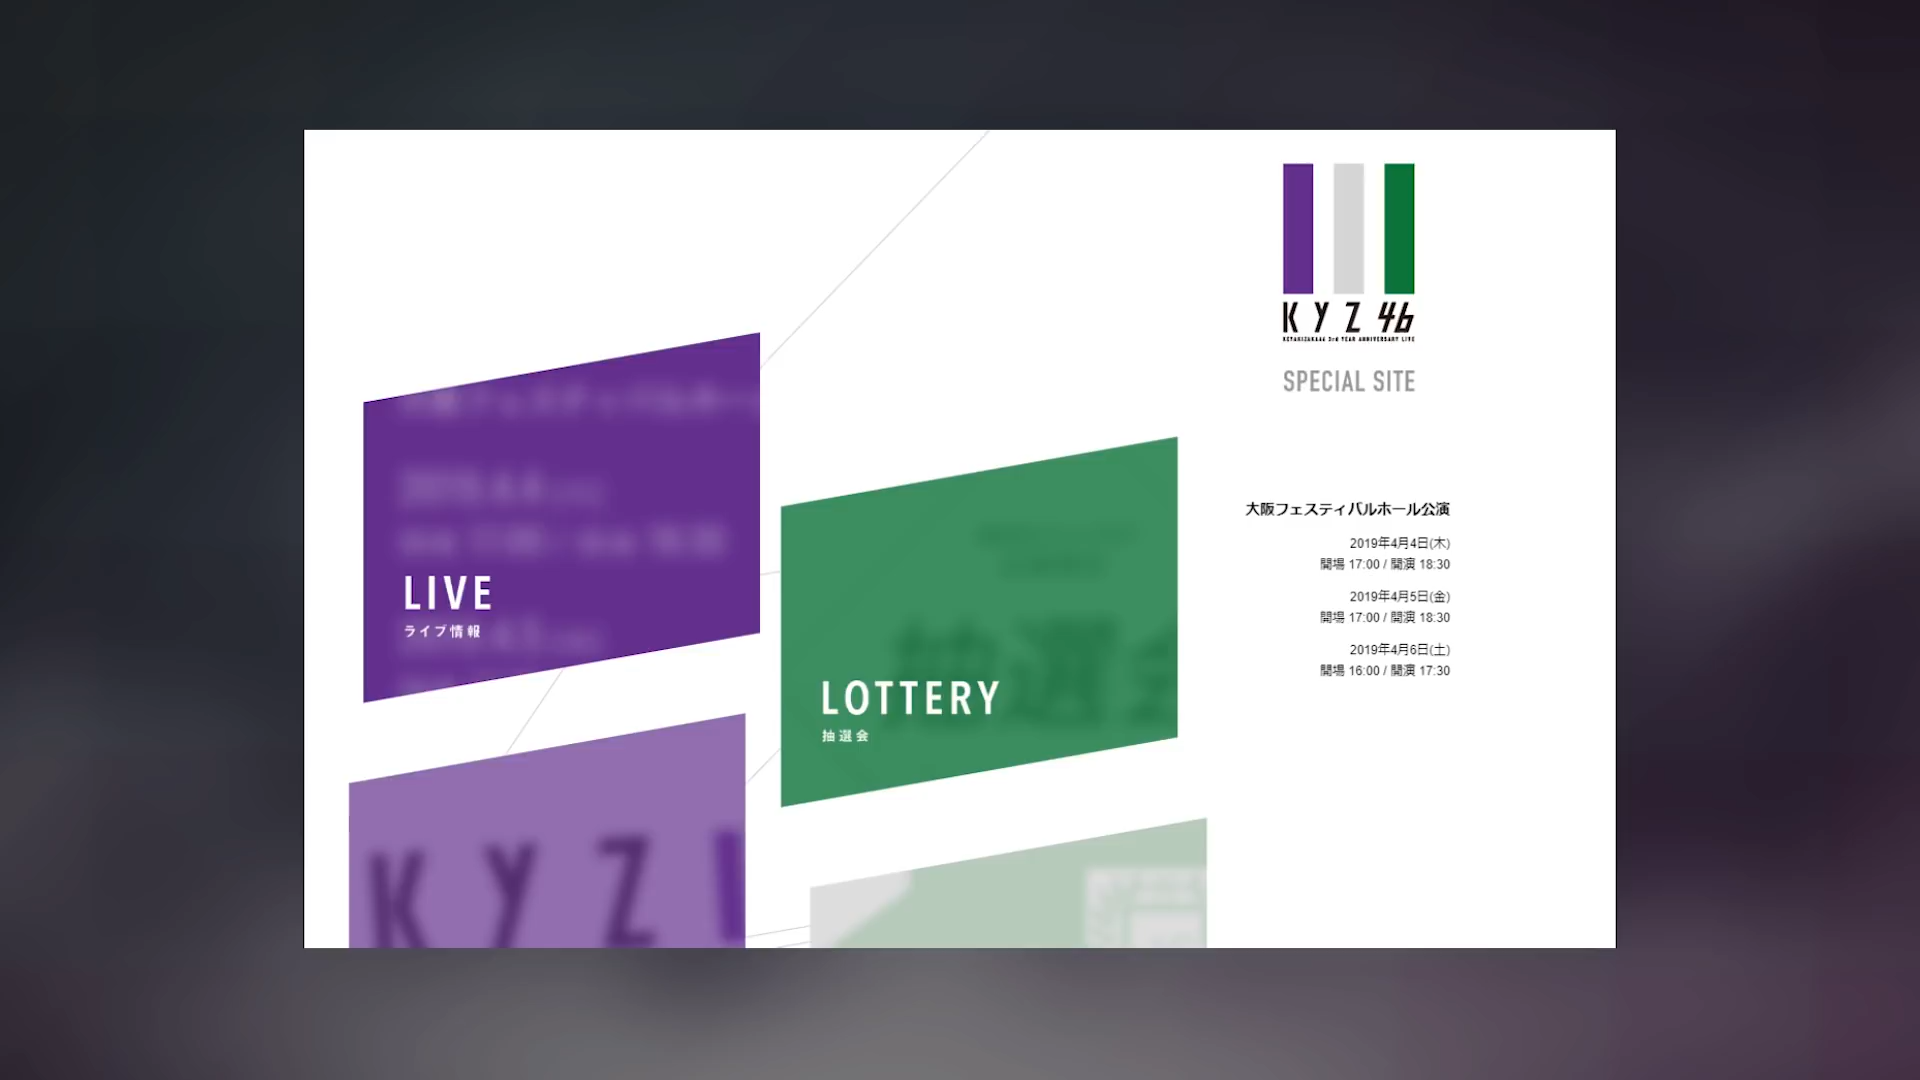 KYZ46
KEYAKIZAKA46 3rd YEAR ANNIVERSARY LIVE
SPECIAL SITE
LIVE
ライブ情報
LOTTERY
抽選会
大阪フェスティバルホール公演
2019年4月4日(木)
開場 17:00 / 開演 18:30
2019年4月5日(金)
開場 17:00 / 開演 18:30
2019年4月6日(土)
開場 16:00 / 開演 17:30
KYZ